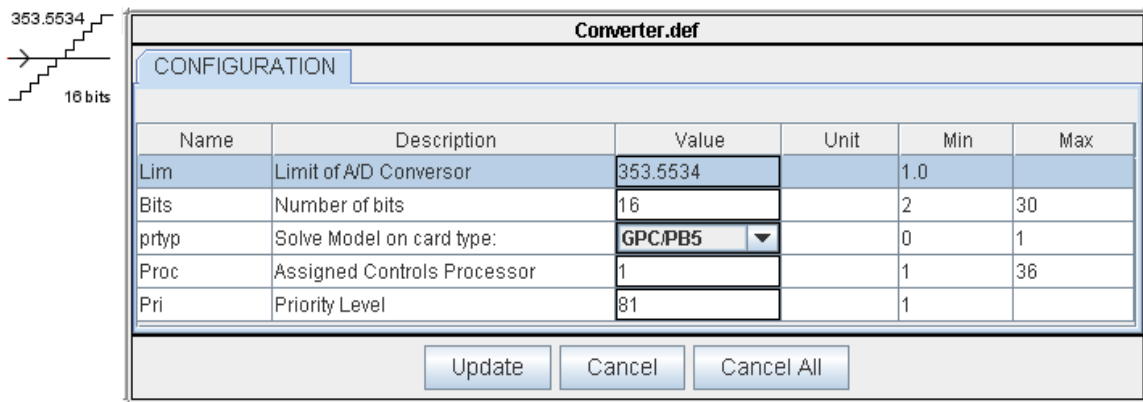 353.5534
16 bits
Converter.def
CONFIGURATION
Name Description Value Unit Min Max
Lim Limit of A/D Conversor 353.5534 1.0
Bits Number of bits 16 2 30
prtyp Solve Model on card type: GPC/PB5 0 1
Proc Assigned Controls Processor 1 1 36
Pri Priority Level 81 1
Update Cancel Cancel All